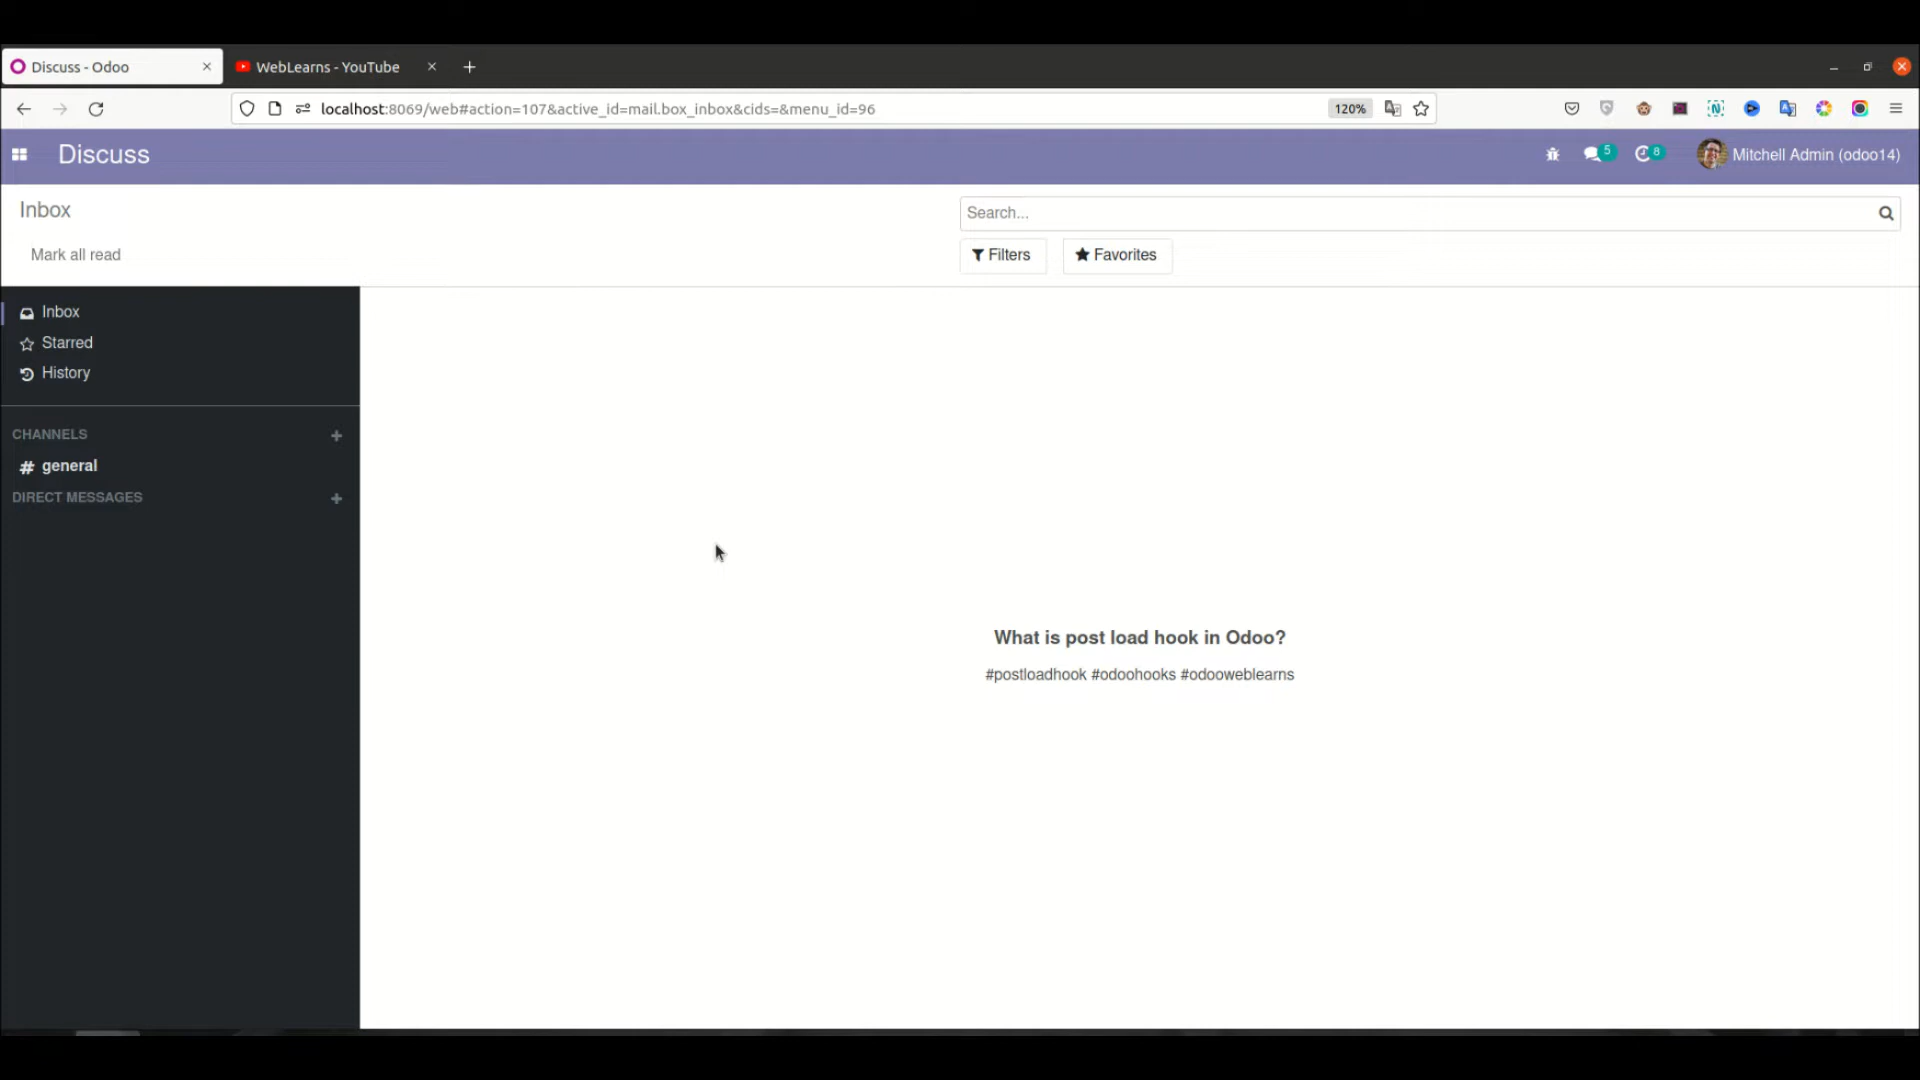 Discuss - Odoo
WebLearns - YouTube
localhost:8069/web#action=107&active_id=mail.box_inbox&cids=&menu_id=96
120%
Discuss
5
8
Mitchell Admin (odoo14)
Inbox
Search...
Mark all read
Filters
Favorites
Inbox
Starred
History
CHANNELS
# general
DIRECT MESSAGES
What is post load hook in Odoo?
#postloadhook #odoohooks #odooweblearns